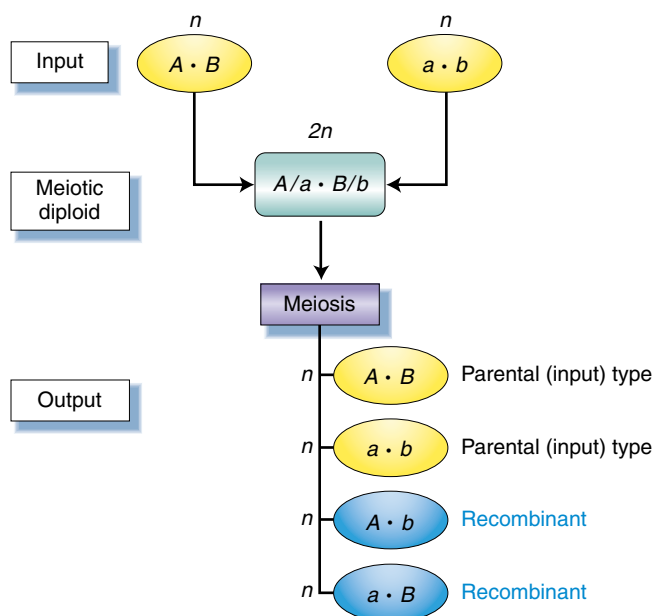 n
n
Input
A • B
a • b
2n
Meiotic
diploid
A/a • B/b
Meiosis
Output
n
A • B
Parental (input) type
n
a • b
Parental (input) type
n
A • b
Recombinant
n
a • B
Recombinant